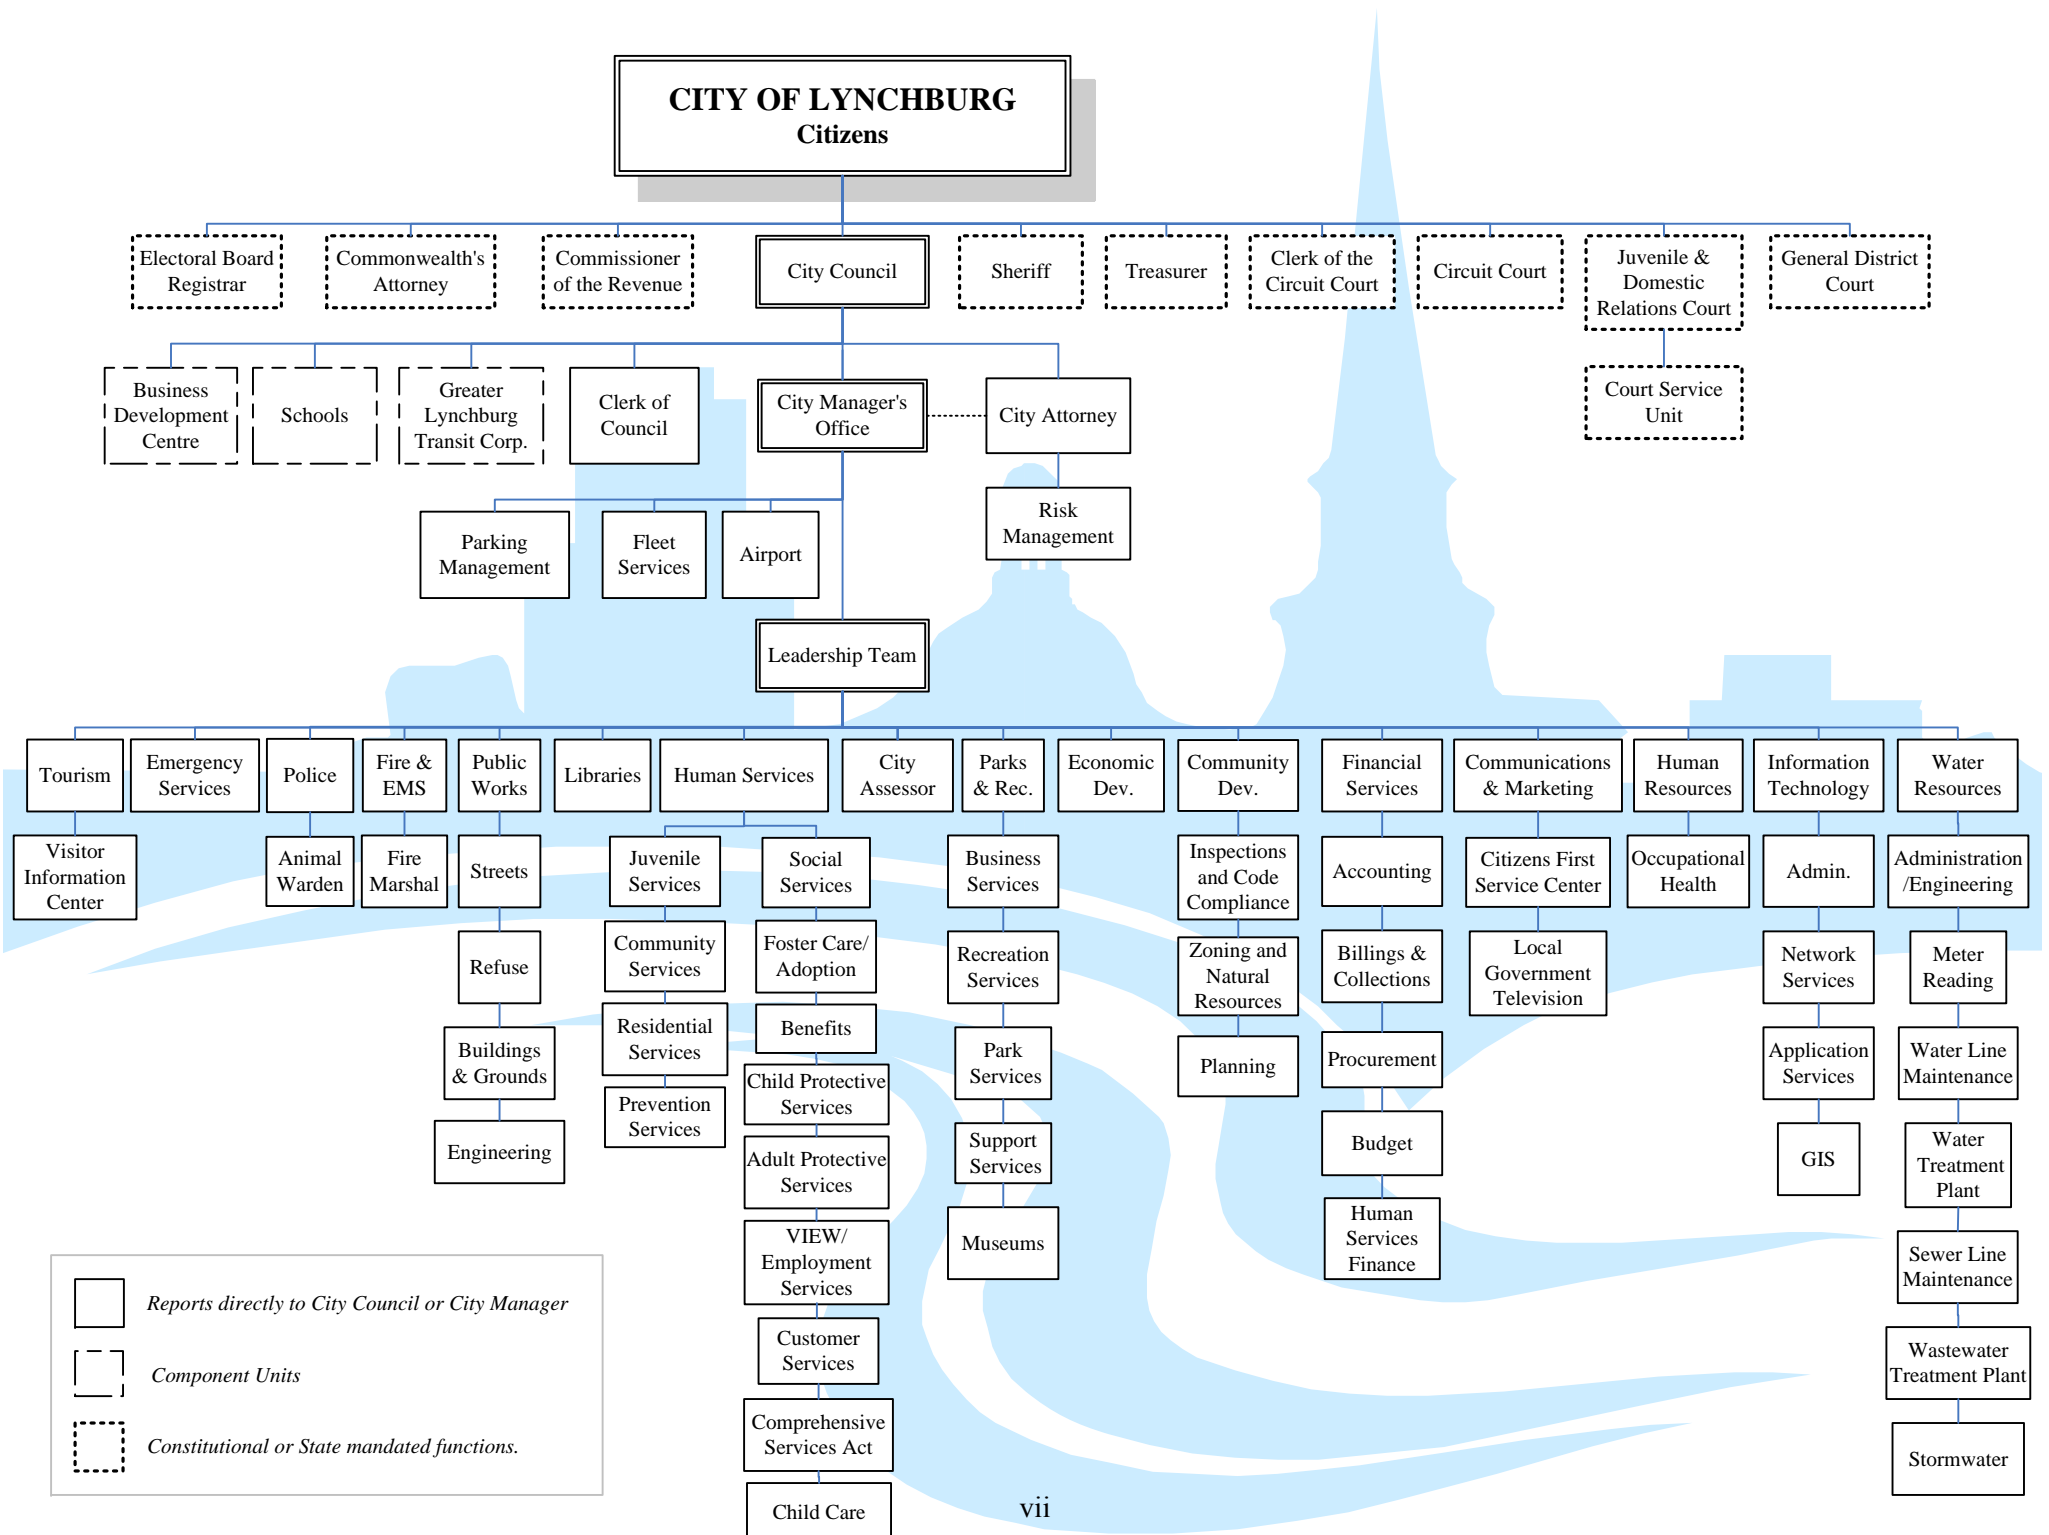 CITY OF LYNCHBURG
Citizens
Electoral Board
Registrar
Commonwealth's
Attorney
Commissioner
of the Revenue
City Council
Sheriff
Treasurer
Clerk of the
Circuit Court
Circuit Court
Juvenile &
Domestic
Relations Court
General District
Court
Business
Development
Centre
Schools
Greater
Lynchburg
Transit Corp.
Clerk of
Council
City Manager's
Office
City Attorney
Court Service
Unit
Parking
Management
Fleet
Services
Airport
Risk
Management
Leadership Team
Tourism
Emergency
Services
Police
Fire &
EMS
Public
Works
Libraries
Human Services
City
Assessor
Parks
& Rec.
Economic
Dev.
Community
Dev.
Financial
Services
Communications
& Marketing
Human
Resources
Information
Technology
Water
Resources
Visitor
Information
Center
Animal
Warden
Fire
Marshal
Streets
Refuse
Buildings
& Grounds
Engineering
Juvenile
Services
Community
Services
Residential
Services
Prevention
Services
Social
Services
Foster Care/
Adoption
Benefits
Child Protective
Services
Adult Protective
Services
VIEW/
Employment
Services
Customer
Services
Comprehensive
Services Act
Child Care
Business
Services
Recreation
Services
Park
Services
Support
Services
Museums
Inspections
and Code
Compliance
Zoning and
Natural
Resources
Planning
Accounting
Billings &
Collections
Procurement
Budget
Human
Services
Finance
Citizens First
Service Center
Local
Government
Television
Occupational
Health
Admin.
Network
Services
Application
Services
GIS
Administration
/Engineering
Meter
Reading
Water Line
Maintenance
Water
Treatment
Plant
Sewer Line
Maintenance
Wastewater
Treatment Plant
Stormwater
Reports directly to City Council or City Manager
Component Units
Constitutional or State mandated functions.
vii